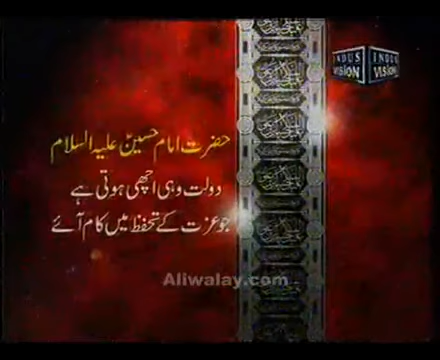 INDUS VISION INDUS VISION
حضرت امام حسین علیہ السلام
دولت وہی اچھی ہوتی ہے
جو عزت کے تحفظ میں کام آئے
Aliwalay.com